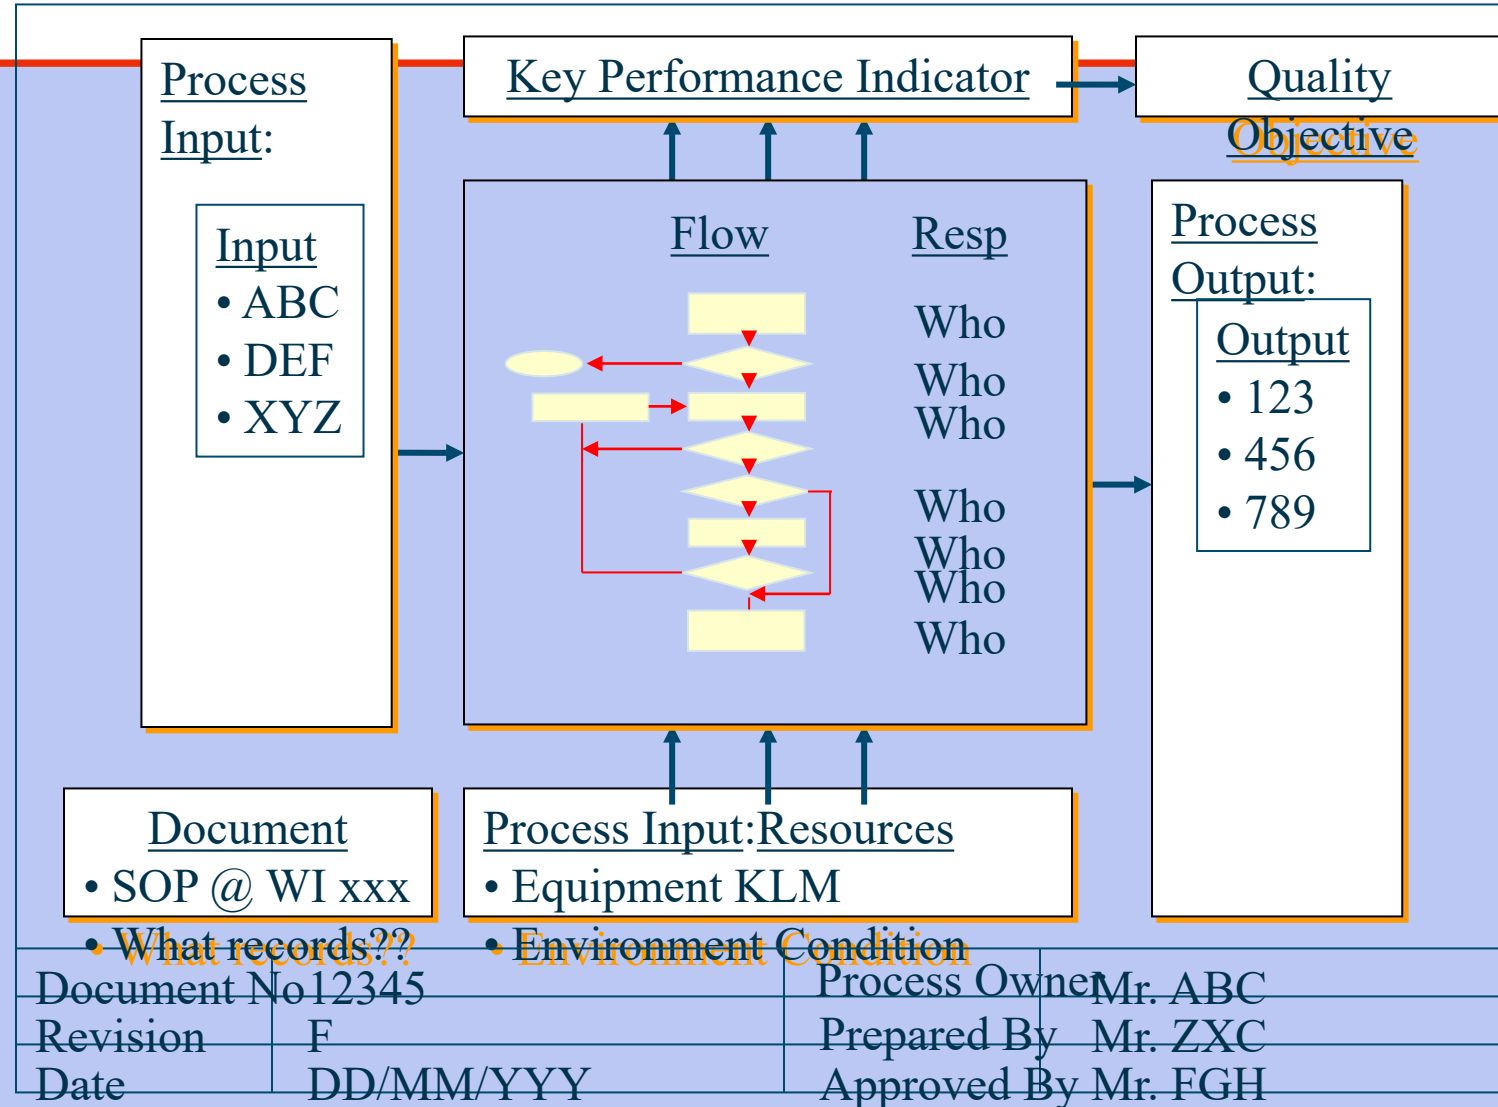 Process
Input:
Input
• ABC
• DEF
• XYZ
Key Performance Indicator
Quality
Objective
Flow
Resp
Who
Who
Who
Who
Who
Who
Who
Process
Output:
Output
• 123
• 456
• 789
Document
• SOP @ WI xxx
• What records??
Process Input:Resources
• Equipment KLM
• Environment Condition
Document No 12345 Process Owner Mr. ABC
Revision F Prepared By Mr. ZXC
Date DD/MM/YYY Approved By Mr. FGH